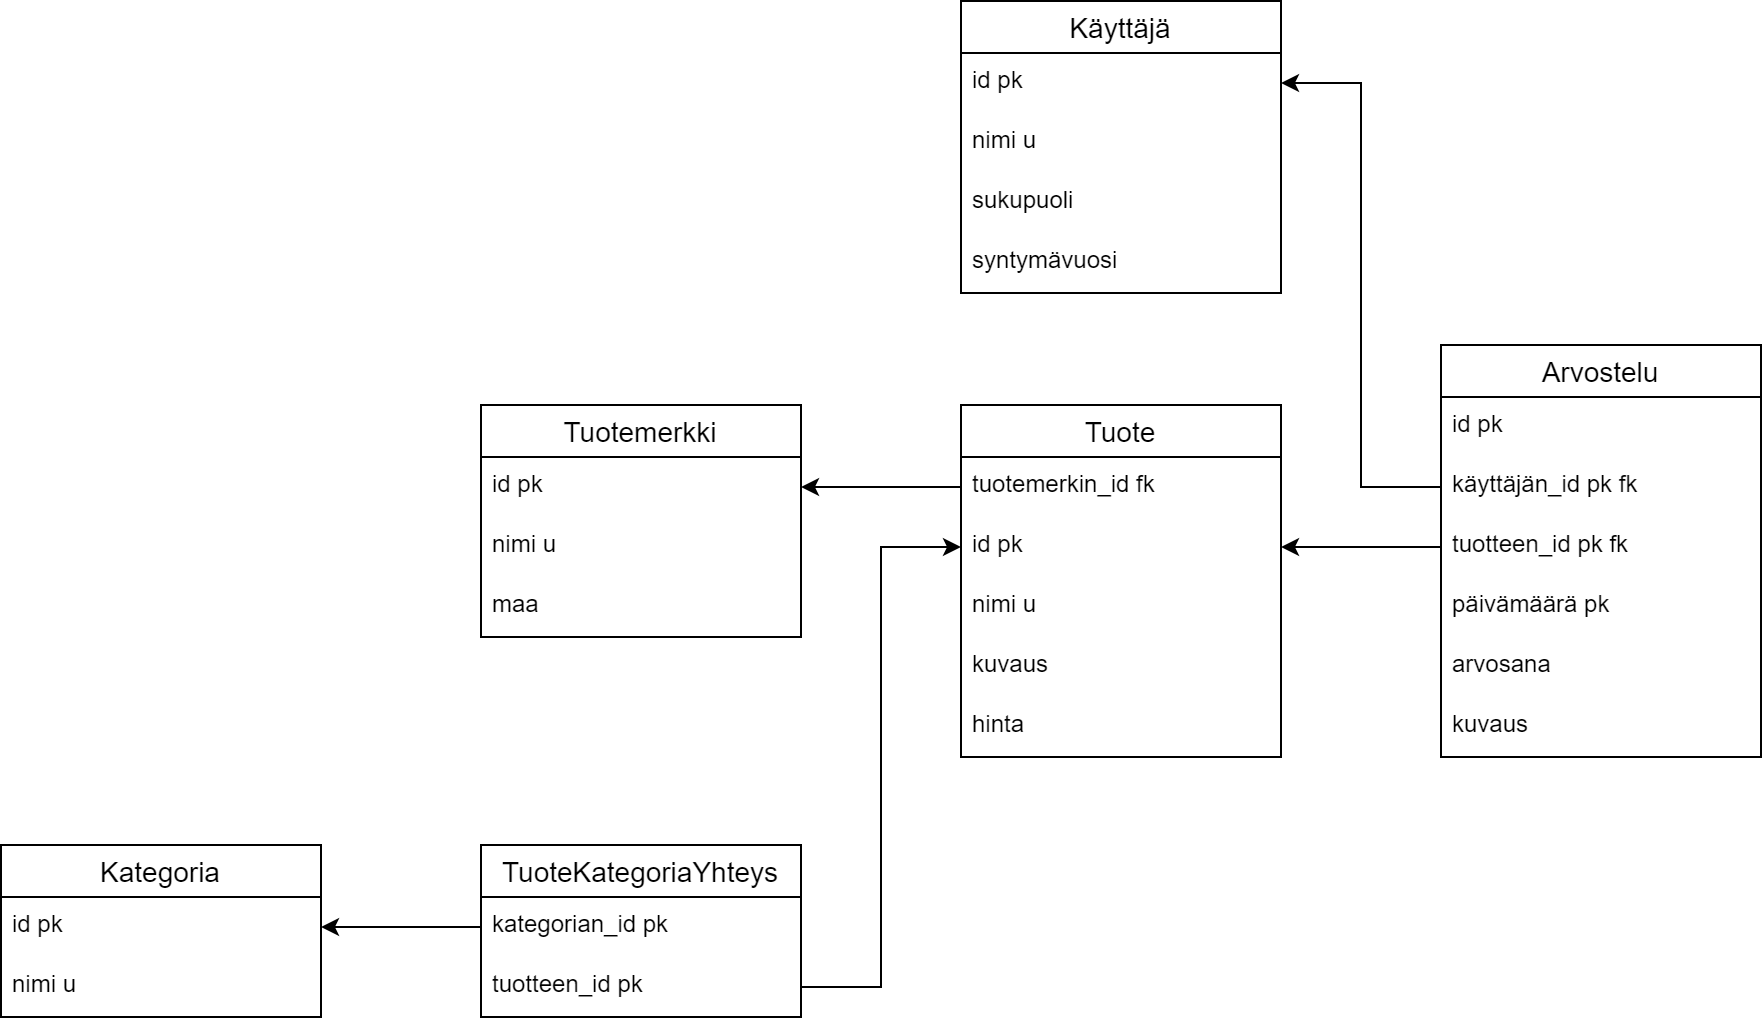 Käyttäjä
id pk
nimi u
sukupuoli
syntymävuosi
Tuotemerkki
id pk
nimi u
maa
Tuote
tuotemerkin_id fk
id pk
nimi u
kuvaus
hinta
Arvostelu
id pk
käyttäjän_id pk fk
tuotteen_id pk fk
päivämäärä pk
arvosana
kuvaus
Kategoria
id pk
nimi u
TuoteKategoriaYhteys
kategorian_id pk
tuotteen_id pk